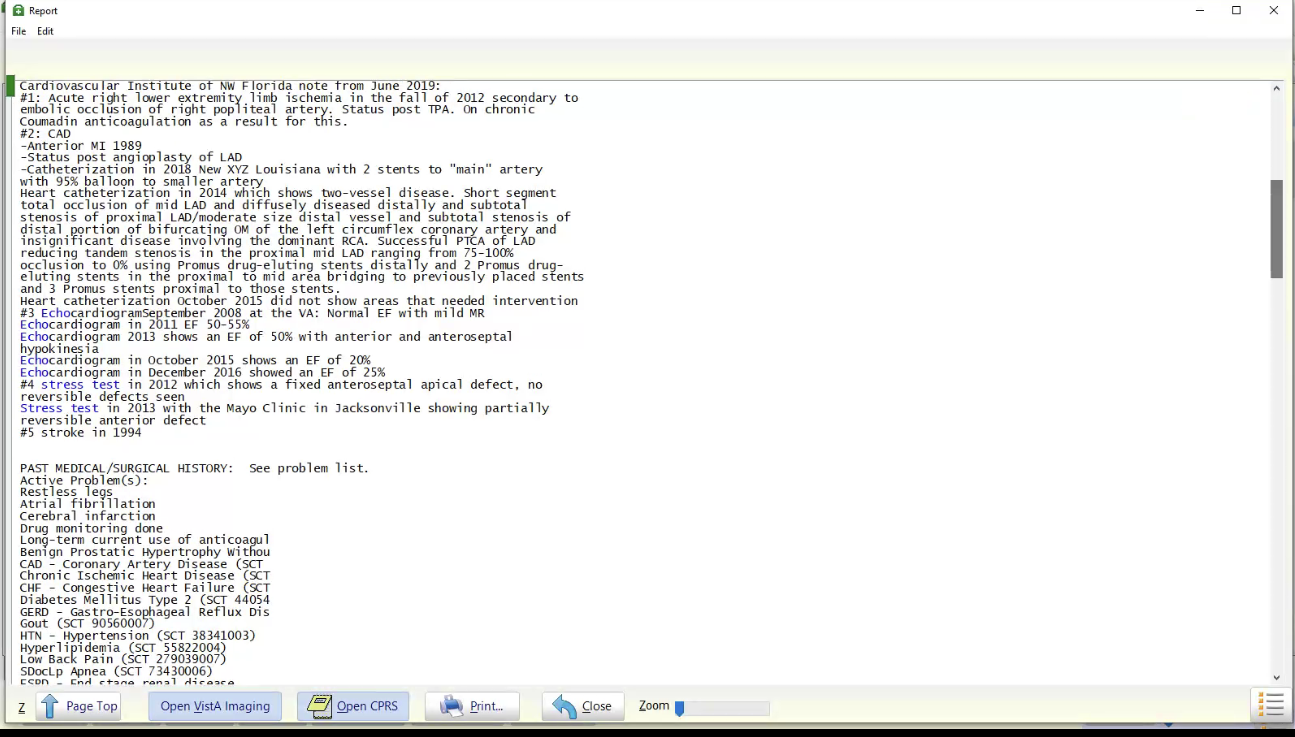 Report
File Edit
Cardiovascular Institute of NW Florida note from June 2019:
#1: Acute right lower extremity limb ischemia in the fall of 2012 secondary to
embolic occlusion of right popliteal artery. Status post TPA. On chronic
Coumadin anticoagulation as a result for this.
#2: CAD
-Anterior MI 1989
-Status post angioplasty of LAD
-Catheterization in 2018 New XYZ Louisiana with 2 stents to "main" artery
with 95% balloon to smaller artery
Heart catheterization in 2014 which shows two-vessel disease. Short segment
total occlusion of mid LAD and diffusely diseased distally and subtotal
stenosis of proximal LAD/moderate size distal vessel and subtotal stenosis of
distal portion of bifurcating OM of the left circumflex coronary artery and
insignificant disease involving the dominant RCA. Successful PTCA of LAD
reducing tandem stenosis in the proximal mid LAD ranging from 75-100%
occlusion to 0% using Promus drug-eluting stents distally and 2 Promus drug-
eluting stents in the proximal to mid area bridging to previously placed stents
and 3 Promus stents proximal to those stents.
Heart catheterization October 2015 did not show areas that needed intervention
#3 EchocardiogramSeptember 2008 at the VA: Normal EF with mild MR
Echocardiogram in 2011 EF 50-55%
Echocardiogram 2013 shows an EF of 50% with anterior and anteroseptal
hypokinesia
Echocardiogram in October 2015 shows an EF of 20%
Echocardiogram in December 2016 showed an EF of 25%
#4 stress test in 2012 which shows a fixed anteroseptal apical defect, no
reversible defects seen
Stress test in 2013 with the Mayo Clinic in Jacksonville showing partially
reversible anterior defect
#5 stroke in 1994
PAST MEDICAL/SURGICAL HISTORY: See problem list.
Active Problem(s):
Restless legs
Atrial fibrillation
Cerebral infarction
Drug monitoring done
Long-term current use of anticoagul
Benign Prostatic Hypertrophy Withou
CAD - Coronary Artery Disease (SCT
Chronic Ischemic Heart Disease (SCT
CHF - Congestive Heart Failure (SCT
Diabetes Mellitus Type 2 (SCT 44054
GERD - Gastro-Esophageal Reflux Dis
Gout (SCT 90560007)
HTN - Hypertension (SCT 38341003)
Hyperlipidemia (SCT 55822004)
Low Back Pain (SCT 279039007)
SDocLp Apnea (SCT 73430006)
ESRD - End stage renal disease
Z Page Top Open VistA Imaging Open CPRS Print... Close Zoom